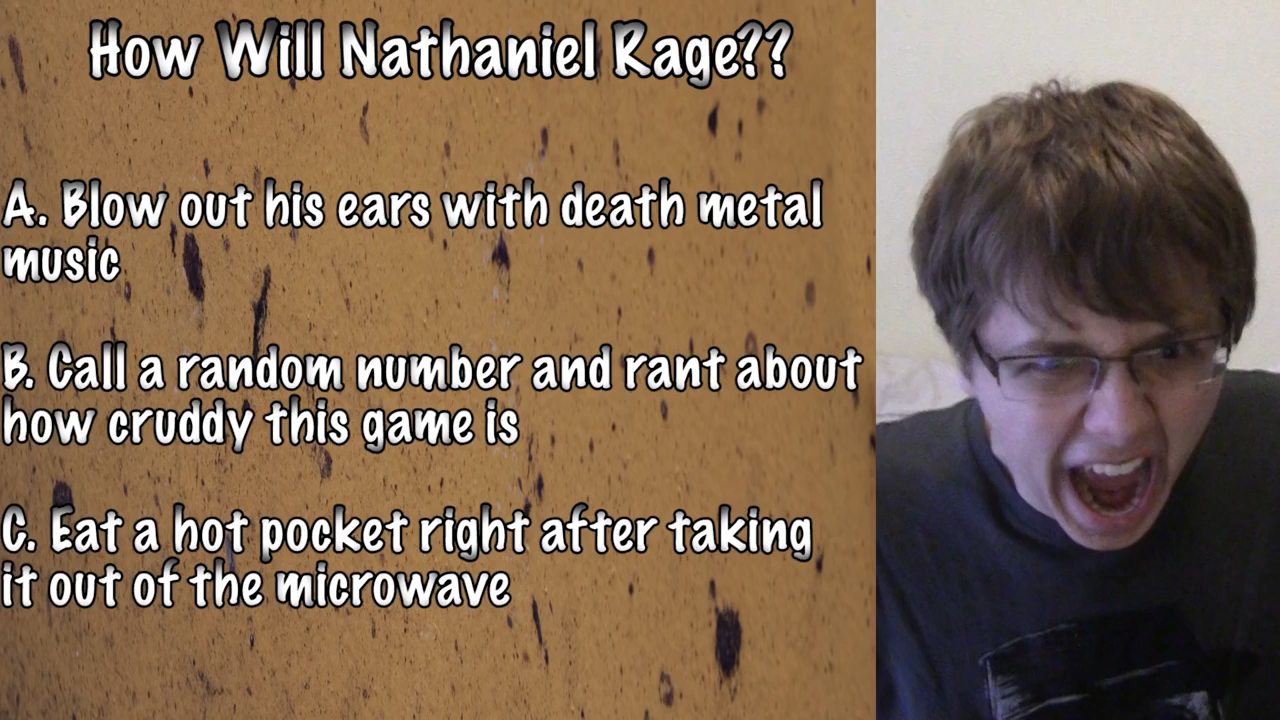 How Will Nathaniel Rage??
A. Blow out his ears with death metal
music
B. Call a random number and rant about
how cruddy this game is
C. Eat a hot pocket right after taking
it out of the microwave